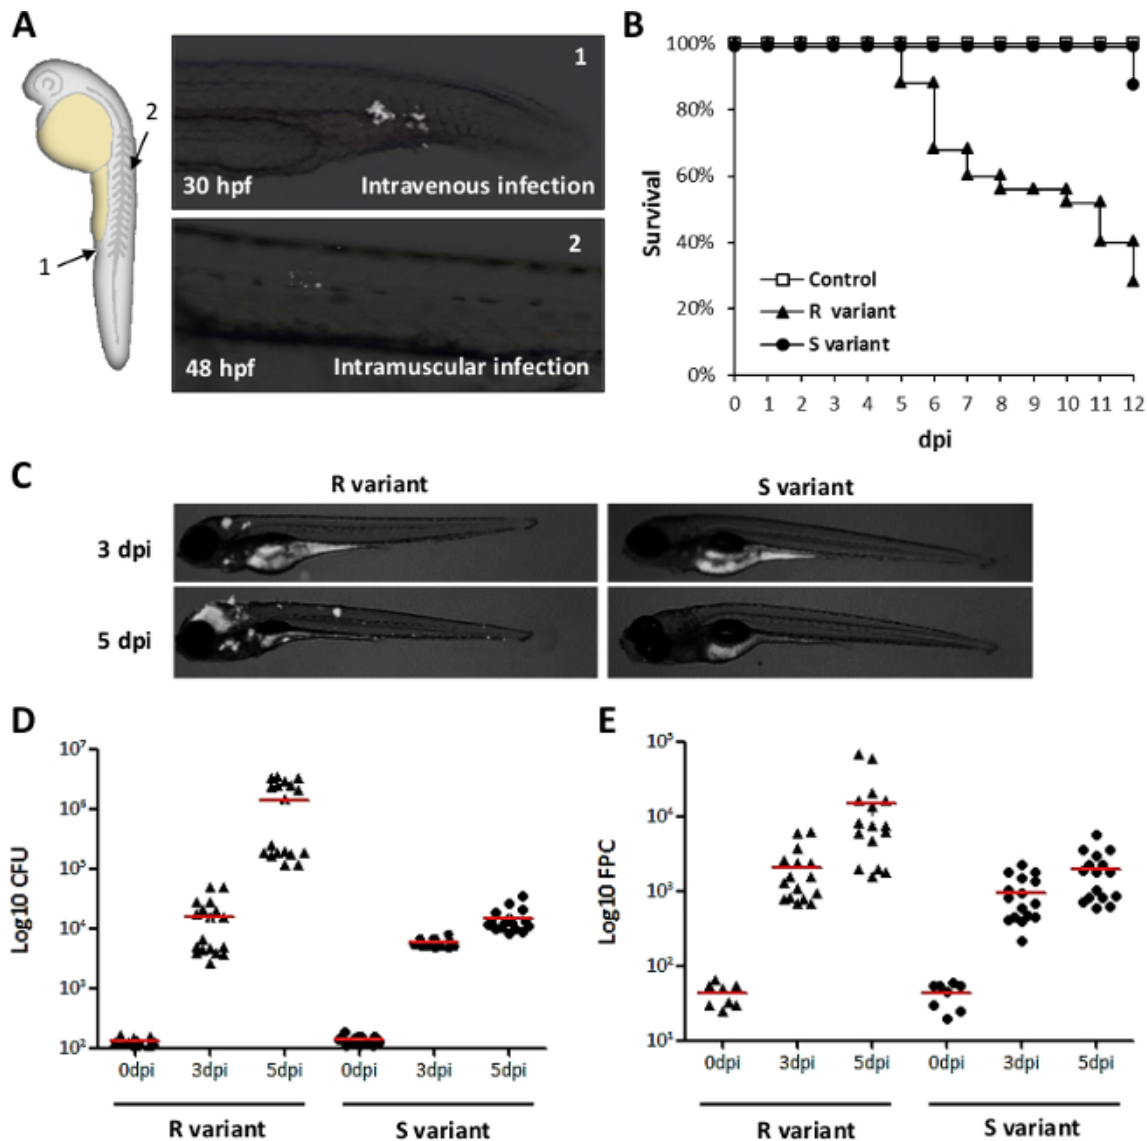 A
2
1
1
30 hpf
Intravenous infection
2
48 hpf
Intramuscular infection
B
100%
80%
60%
40%
20%
0%
Survival
Control
R variant
S variant
0 1 2 3 4 5 6 7 8 9 10 11 12
dpi
C
R variant
S variant
3 dpi
5 dpi
D
10⁷
10⁶
10⁵
10⁴
10³
10²
Log10 CFU
0dpi 3dpi 5dpi 0dpi 3dpi 5dpi
R variant
S variant
E
10⁵
10⁴
10³
10²
10¹
Log10 FPC
0dpi 3dpi 5dpi 0dpi 3dpi 5dpi
R variant
S variant